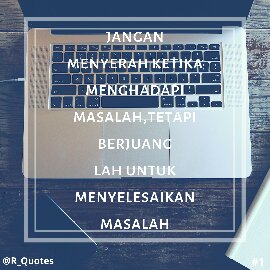 JANGAN
MENYERAH KETIKA
MENGHADAPI
MASALAH,TETAPI
BERJUANG
LAH UNTUK
MENYELESAIKAN
MASALAH
@R_Quotes
#1